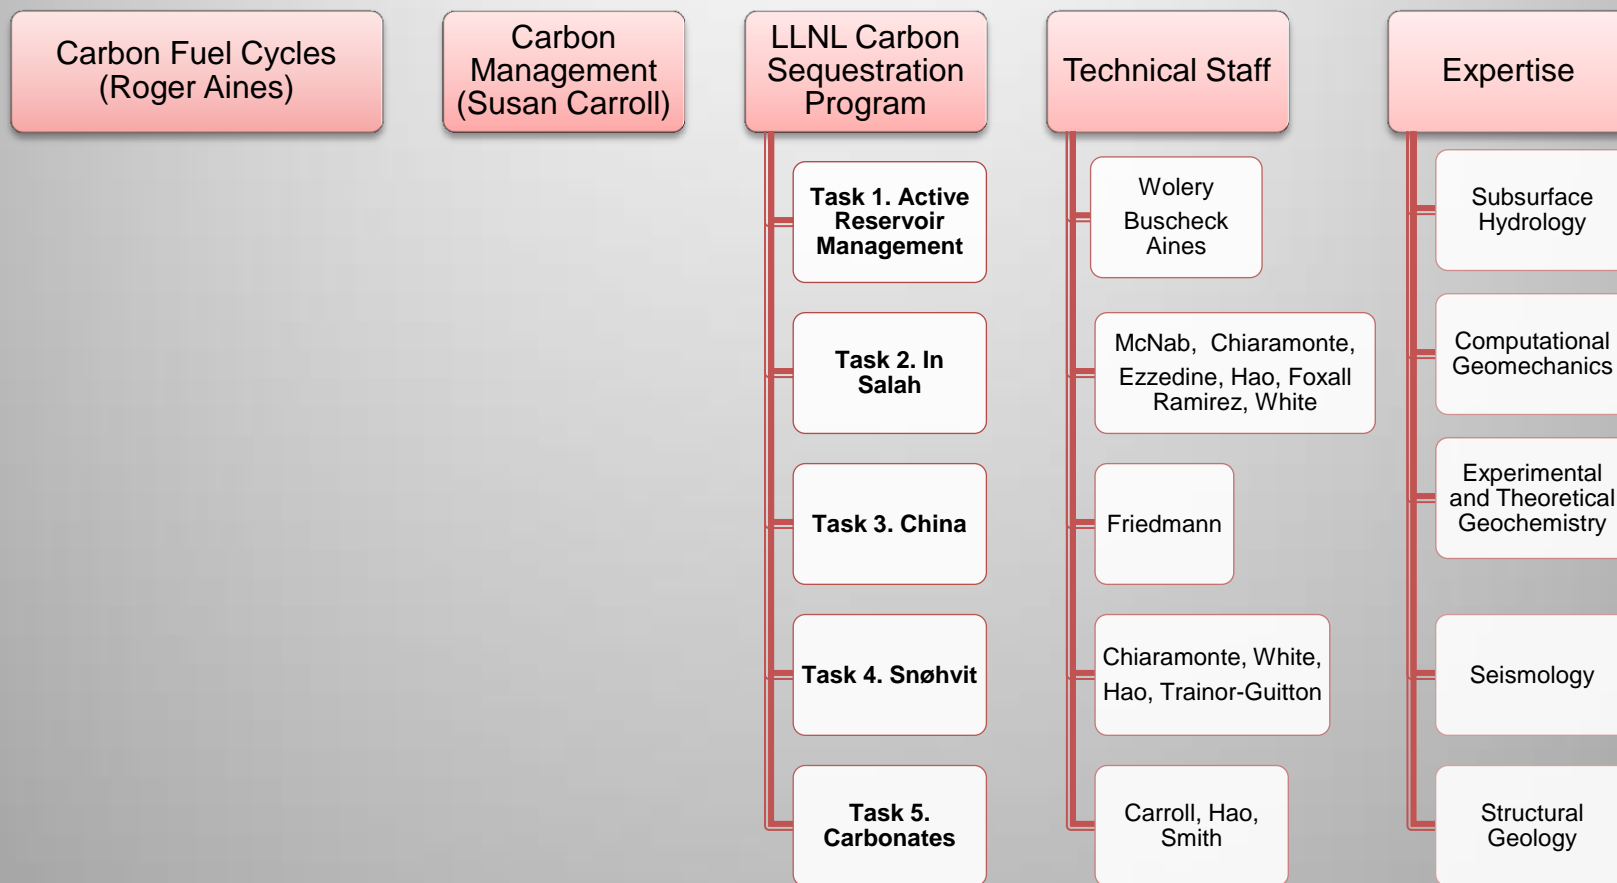 Carbon Fuel Cycles
(Roger Aines)
Carbon
Management
(Susan Carroll)
LLNL Carbon
Sequestration
Program
Technical Staff
Expertise
Task 1. Active
Reservoir
Management
Task 2. In
Salah
Task 3. China
Task 4. Snøhvit
Task 5.
Carbonates
Wolery
Buscheck
Aines
McNab,  Chiaramonte,
Ezzedine, Hao, Foxall
Ramirez, White
Friedmann
Chiaramonte, White,
Hao, Trainor-Guitton
Carroll, Hao,
Smith
Subsurface
Hydrology
Computational
Geomechanics
Experimental
and Theoretical
Geochemistry
Seismology
Structural
Geology